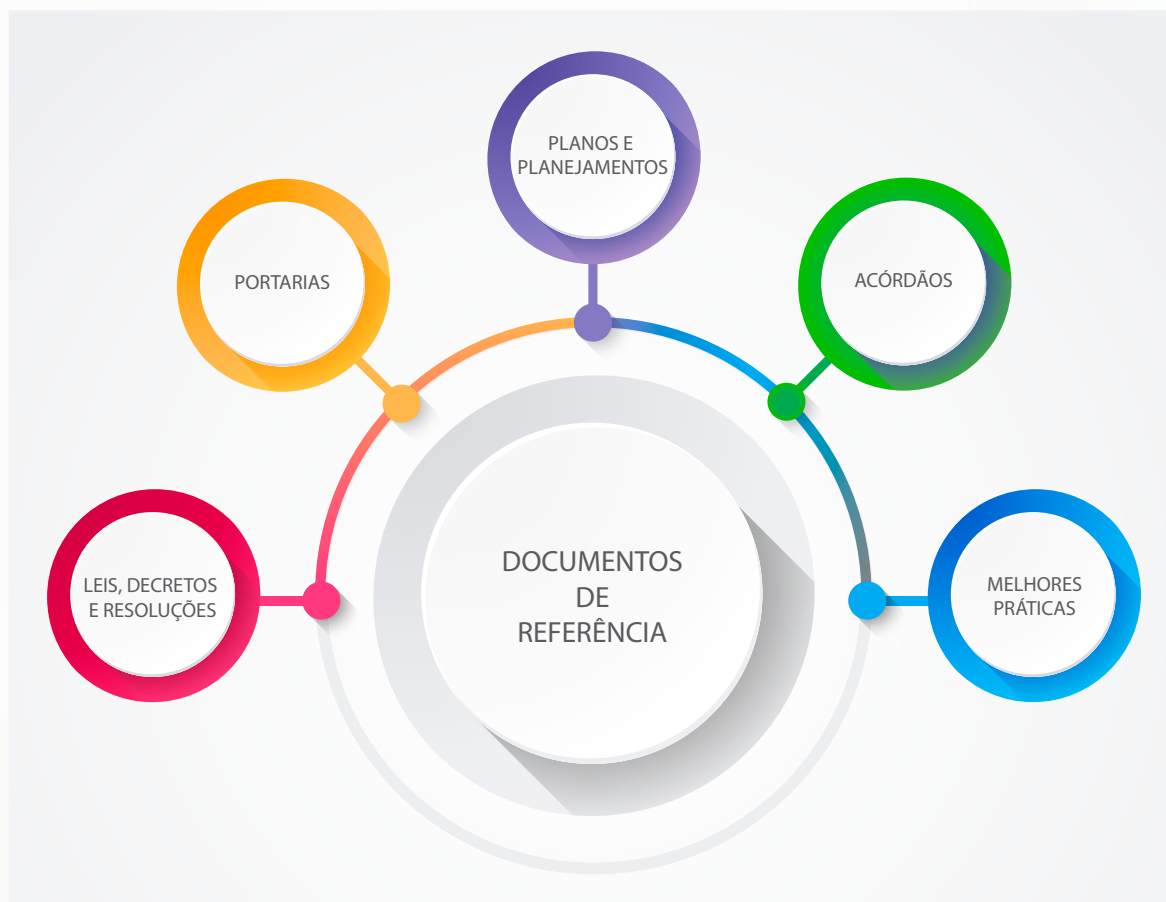 PLANOS E
PLANEJAMENTOS
PORTARIAS
ACÓRDÃOS
LEIS, DECRETOS
E RESOLUÇÕES
DOCUMENTOS
DE
REFERÊNCIA
MELHORES
PRÁTICAS